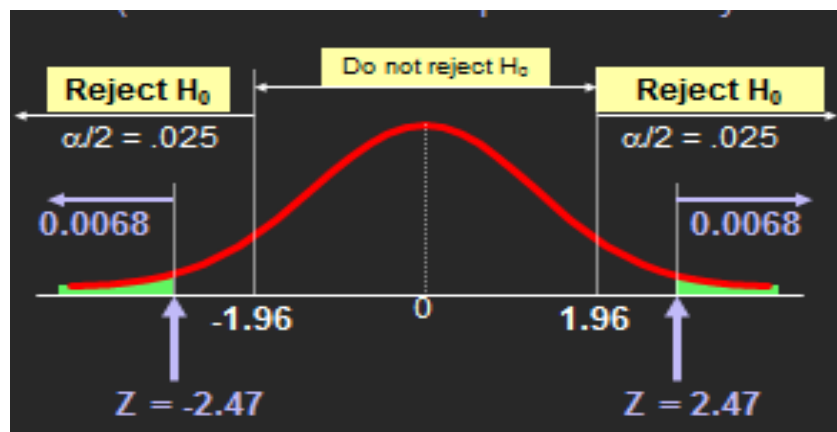 Reject H₀
Do not reject H₀
Reject H₀
α/2 = .025
α/2 = .025
0.0068
0.0068
-1.96
0
1.96
Z = -2.47
Z = 2.47